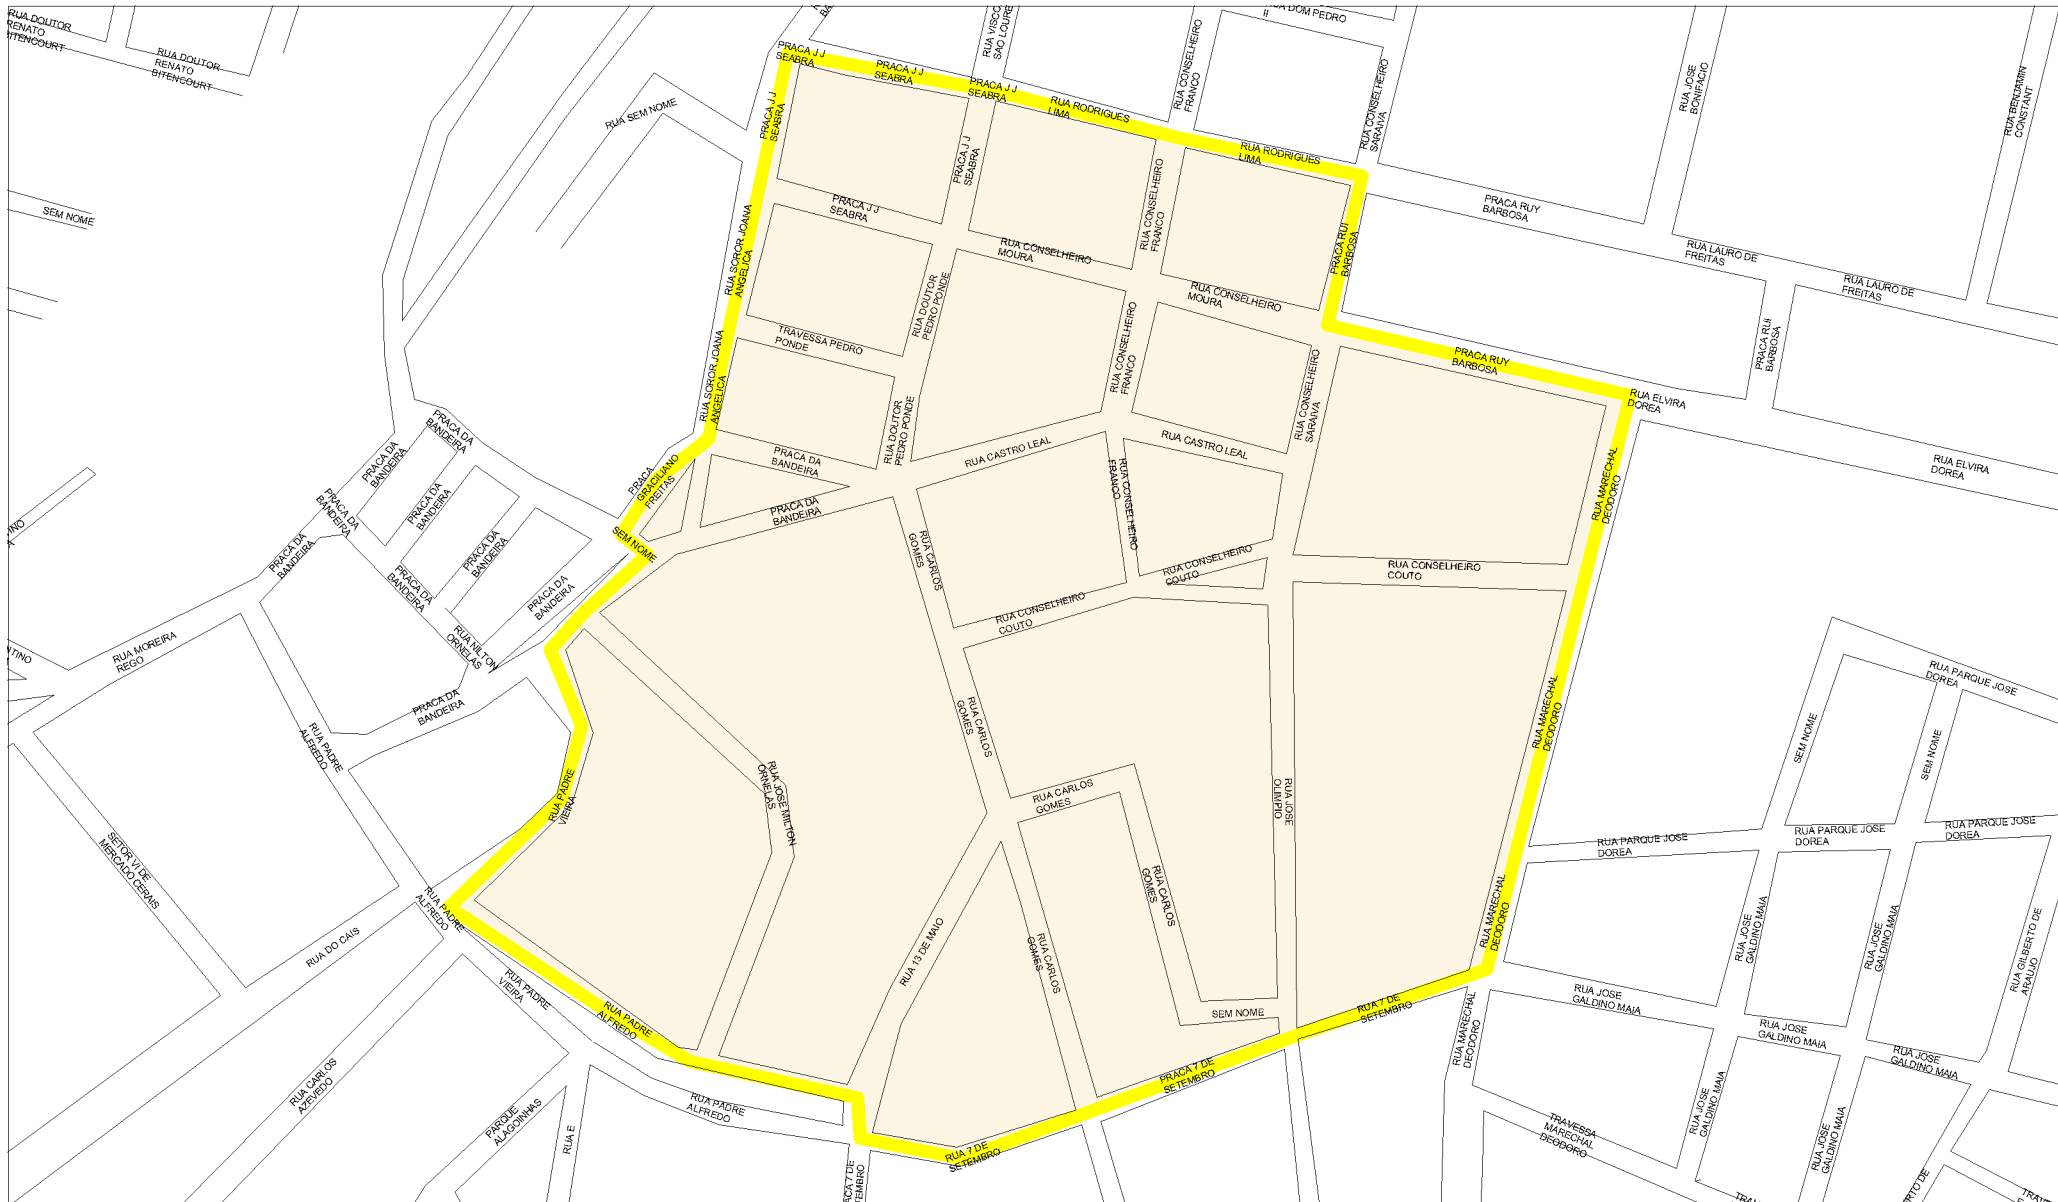 RUA DOUTOR
RENATO
BITENCOURT
RUA DOUTOR
RENATO
BITENCOURT
RUA SEM NOME
SEM NOME
PRACA J J
SEABRA
PRACA J J
SEABRA
PRACA J J
SEABRA
PRACA J J
SEABRA
PRACA J J
SEABRA
PRACA J J
SEABRA
RUA VISCO
SAO LOURE
RUA CONSELHEIRO
FRANCO
DOM PEDRO
II
RUA RODRIGUES
LIMA
RUA RODRIGUES
LIMA
RUA CONSELHEIRO
SARAIVA
RUA JOSE
BONIFACIO
RUA BENJAMIN
CONSTANT
PRACA RUY
BARBOSA
RUA LAURO DE
FREITAS
RUA LAURO DE
FREITAS
PRACA RUI
BARBOSA
PRACA RUI
BARBOSA
PRACA RUY
BARBOSA
RUA ELVIRA
DOREA
RUA ELVIRA
DOREA
RUA CONSELHEIRO
FRANCO
RUA CONSELHEIRO
MOURA
RUA CONSELHEIRO
MOURA
RUA SOROR JOANA
ANGELICA
RUA SOROR JOANA
ANGELICA
RUA DOUTOR
PEDRO PONDE
RUA DOUTOR
PEDRO PONDE
TRAVESSA PEDRO
PONDE
RUA CONSELHEIRO
FRANCO
RUA CONSELHEIRO
SARAIVA
RUA CASTRO LEAL
RUA CASTRO LEAL
RUA CONSELHEIRO
FRANCO
PRACA DA
BANDEIRA
PRACA DA
BANDEIRA
PRACA
GRACILIANO
FREITAS
SEM NOME
PRACA DA
BANDEIRA
PRACA DA
BANDEIRA
PRACA DA
BANDEIRA
PRACA DA
BANDEIRA
PRACA DA
BANDEIRA
PRACA DA
BANDEIRA
PRACA DA
BANDEIRA
PRACA DA
BANDEIRA
PRACA DA
BANDEIRA
RUA NILTON
ORNELAS
RUA MOREIRA
REGO
RUA PADRE
ALFREDO
SETOR VI DE
MERCADO CERAIS
RUA CARLOS
GOMES
RUA CONSELHEIRO
COUTO
RUA CONSELHEIRO
COUTO
RUA CONSELHEIRO
COUTO
RUA MARECHAL
DEODORO
RUA MARECHAL
DEODORO
RUA MARECHAL
DEODORO
RUA MARECHAL
DEODORO
RUA PARQUE JOSE
DOREA
SEM NOME
SEM NOME
RUA PARQUE JOSE
DOREA
RUA PARQUE JOSE
DOREA
RUA PARQUE JOSE
DOREA
RUA CARLOS
GOMES
RUA CARLOS
GOMES
RUA CARLOS
GOMES
RUA CARLOS
GOMES
RUA JOSE
OLIMPIO
RUA JOSE MILTON
ORNELAS
RUA PADRE
VIEIRA
RUA PADRE
ALFREDO
RUA DO CAIS
RUA PADRE
VIEIRA
RUA PADRE
ALFREDO
RUA PADRE
ALFREDO
RUA 13 DE MAIO
SEM NOME
RUA 7 DE
SETEMBRO
PRACA 7 DE
SETEMBRO
RUA 7 DE
SETEMBRO
RUA CARLOS
AZEVEDO
PARQUE
ALAGOINHAS
RUA E
RUA JOSE
GALDINO MAIA
RUA JOSE
GALDINO MAIA
RUA JOSE
GALDINO MAIA
RUA JOSE
GALDINO MAIA
RUA JOSE
GALDINO MAIA
RUA JOSE
GALDINO MAIA
RUA JOSE
GALDINO MAIA
RUA GILBERTO DE
ARAUJO
TRAVESSA
MARECHAL
DEODORO